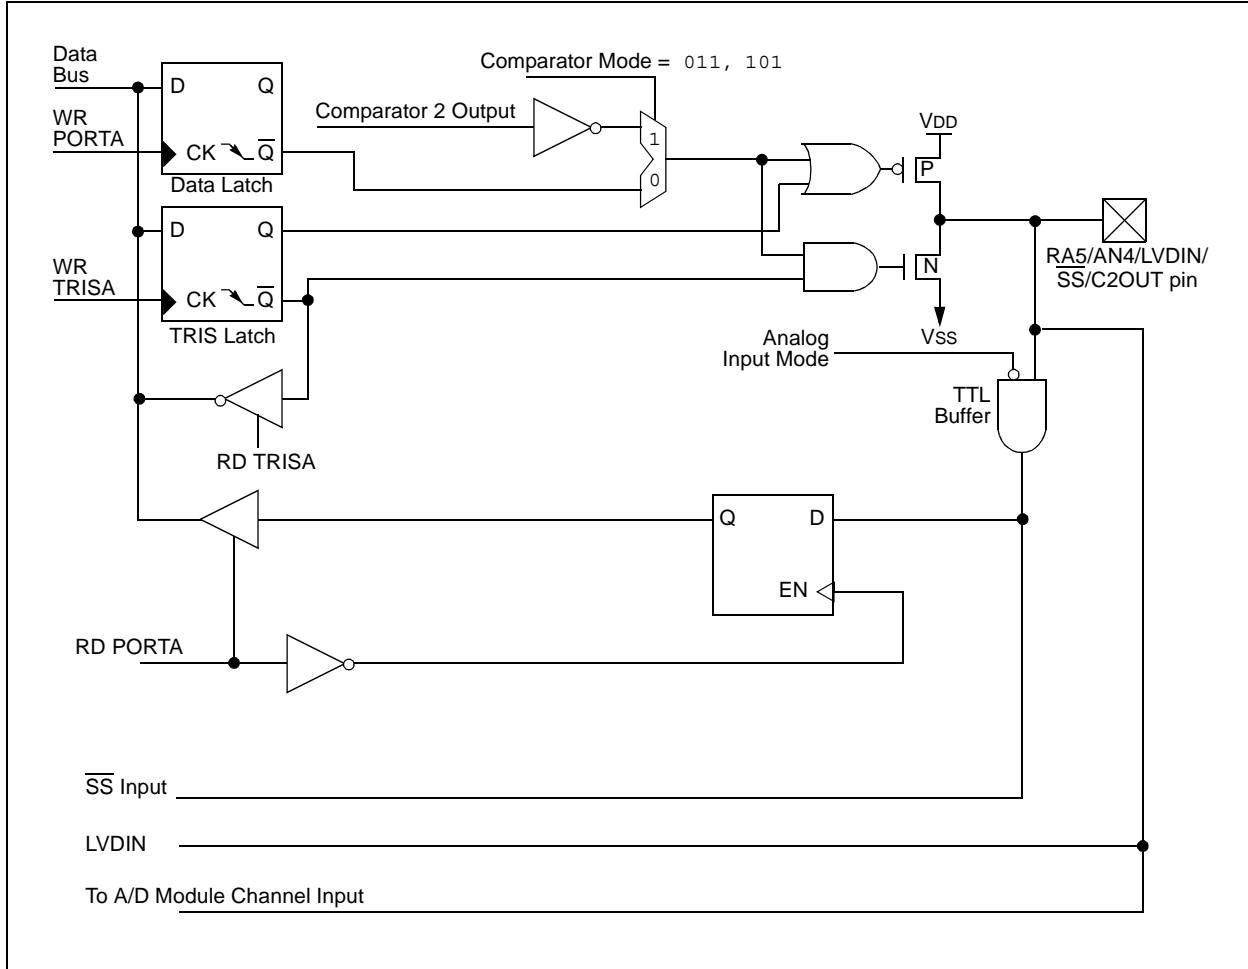 Data
Bus
D Q
WR
PORTA
CK Q̅
Data Latch
Comparator Mode = 011, 101
Comparator 2 Output
1
0
VDD
P
D Q
WR
TRISA
CK Q̅
TRIS Latch
N
VSS
RA5/AN4/LVDIN/
S̅S̅/C2OUT pin
Analog
Input Mode
TTL
Buffer
RD TRISA
Q D
EN
RD PORTA
S̅S̅ Input
LVDIN
To A/D Module Channel Input